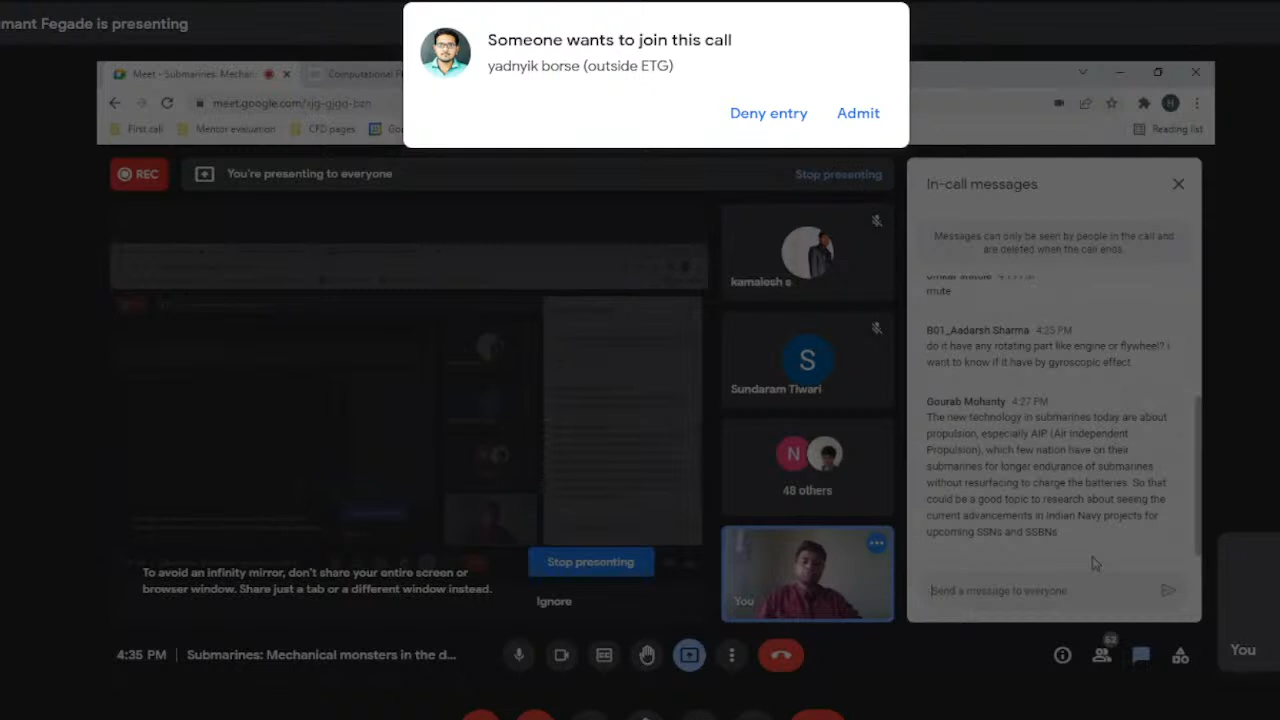 mant Fegade is presenting
Someone wants to join this call
yadnyik borse (outside ETG)
Deny entry
Admit
Meet - Submarines: Mechan
Computational F
meet.google.com/
First call
Mentor evaluation
CFD pages
Reading list
REC
You're presenting to everyone
Stop presenting
In-call messages
Messages can only be seen by people in the call and
are deleted when the call ends.
mute
B01_Aadarsh Sharma 4:25 PM
do it have any rotating part like engine or flywheel? i
want to know if it have by gyroscopic effect
Gourab Mohanty 4:27 PM
The new technology in submarines today are about
propulsion, especially AIP (Air Independent
Propulsion), which few nation have on their
submarines for longer endurance of submarines
without resurfacing to charge the batteries. So that
could be a good topic to research about seeing the
current advancements in Indian Navy projects for
upcoming SSNs and SSBNs
Send a message to everyone
kamalesh s
S
Sundaram Tiwari
N
48 others
You
To avoid an infinity mirror, don't share your entire screen or
browser window. Share just a tab or a different window instead.
Stop presenting
Ignore
4:35 PM
Submarines: Mechanical monsters in the d...
You